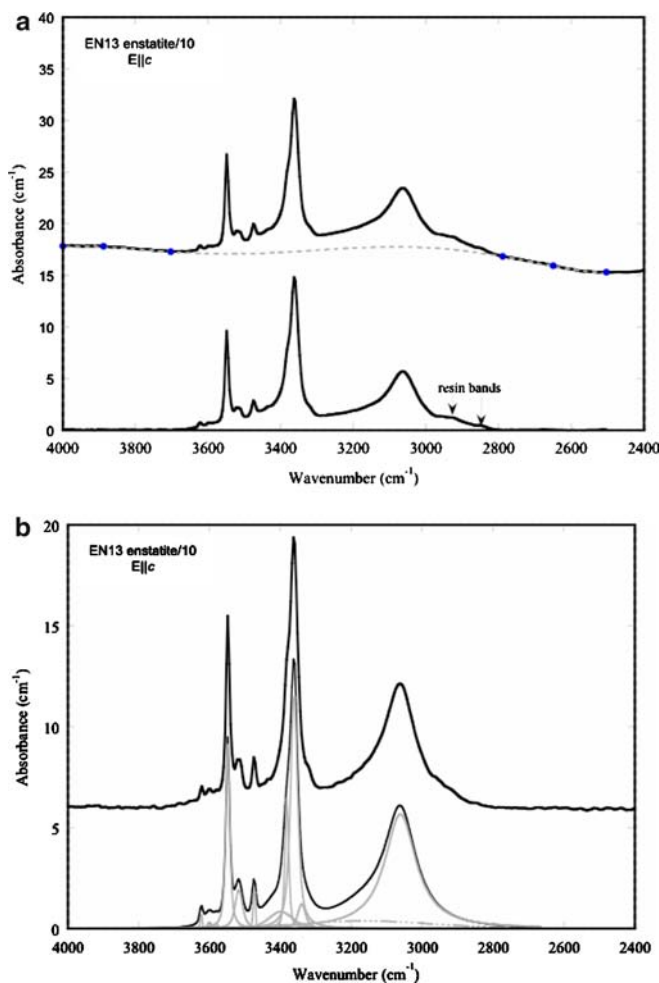 a
40
EN13 enstatite/10
E||c
35
30
25
20
15
10
5
0
Absorbance (cm-1)
resin bands
4000 3800 3600 3400 3200 3000 2800 2600 2400
Wavenumber (cm-1)
b
20
EN13 enstatite/10
E||c
15
10
5
0
Absorbance (cm-1)
4000 3800 3600 3400 3200 3000 2800 2600 2400
Wavenumber (cm-1)